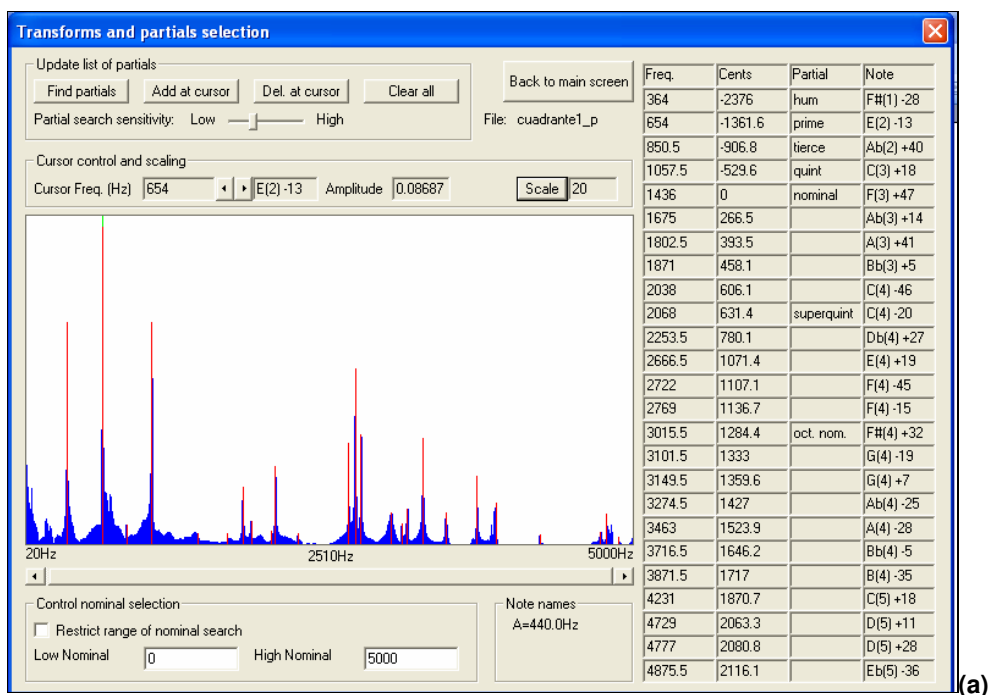 Transforms and partials selection
Update list of partials
Find partials Add at cursor Del. at cursor Clear all
Partial search sensitivity: Low High
Back to main screen
File: cuadrante1_p
Cursor control and scaling
Cursor Freq. (Hz) 654 E(2) -13 Amplitude 0.08687 Scale 20
20Hz 2510Hz 5000Hz
Control nominal selection
Restrict range of nominal search
Low Nominal 0 High Nominal 5000
Note names
A=440.0Hz
Freq. Cents Partial Note
364 -2376 hum F#(1) -28
654 -1361.6 prime E(2) -13
850.5 -906.8 tierce Ab(2) +40
1057.5 -529.6 quint C(3) +18
1436 0 nominal F(3) +47
1675 266.5 Ab(3) +14
1802.5 393.5 A(3) +41
1871 458.1 Bb(3) +5
2038 606.1 C(4) -46
2068 631.4 superquint C(4) -20
2253.5 780.1 Db(4) +27
2666.5 1071.4 E(4) +19
2722 1107.1 F(4) -45
2769 1136.7 F(4) -15
3015.5 1284.4 oct. nom. F#(4) +32
3101.5 1333 G(4) -19
3149.5 1359.6 G(4) +7
3274.5 1427 Ab(4) -25
3463 1523.9 A(4) -28
3716.5 1646.2 Bb(4) -5
3871.5 1717 B(4) -35
4231 1870.7 C(5) +18
4729 2063.3 D(5) +11
4777 2080.8 D(5) +28
4875.5 2116.1 Eb(5) -36
(a)